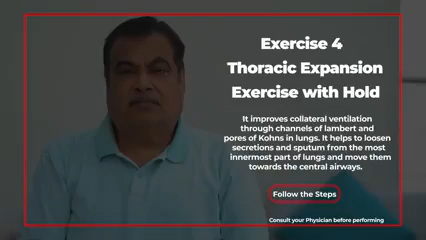 Exercise 4
Thoracic Expansion
Exercise with Hold
It improves collateral ventilation
through channels of lambert and
pores of Kohns in lungs. It helps to loosen
secretions and sputum from the most
innermost part of lungs and move them
towards the central airways.
Follow the Steps
Consult your Physician before performing